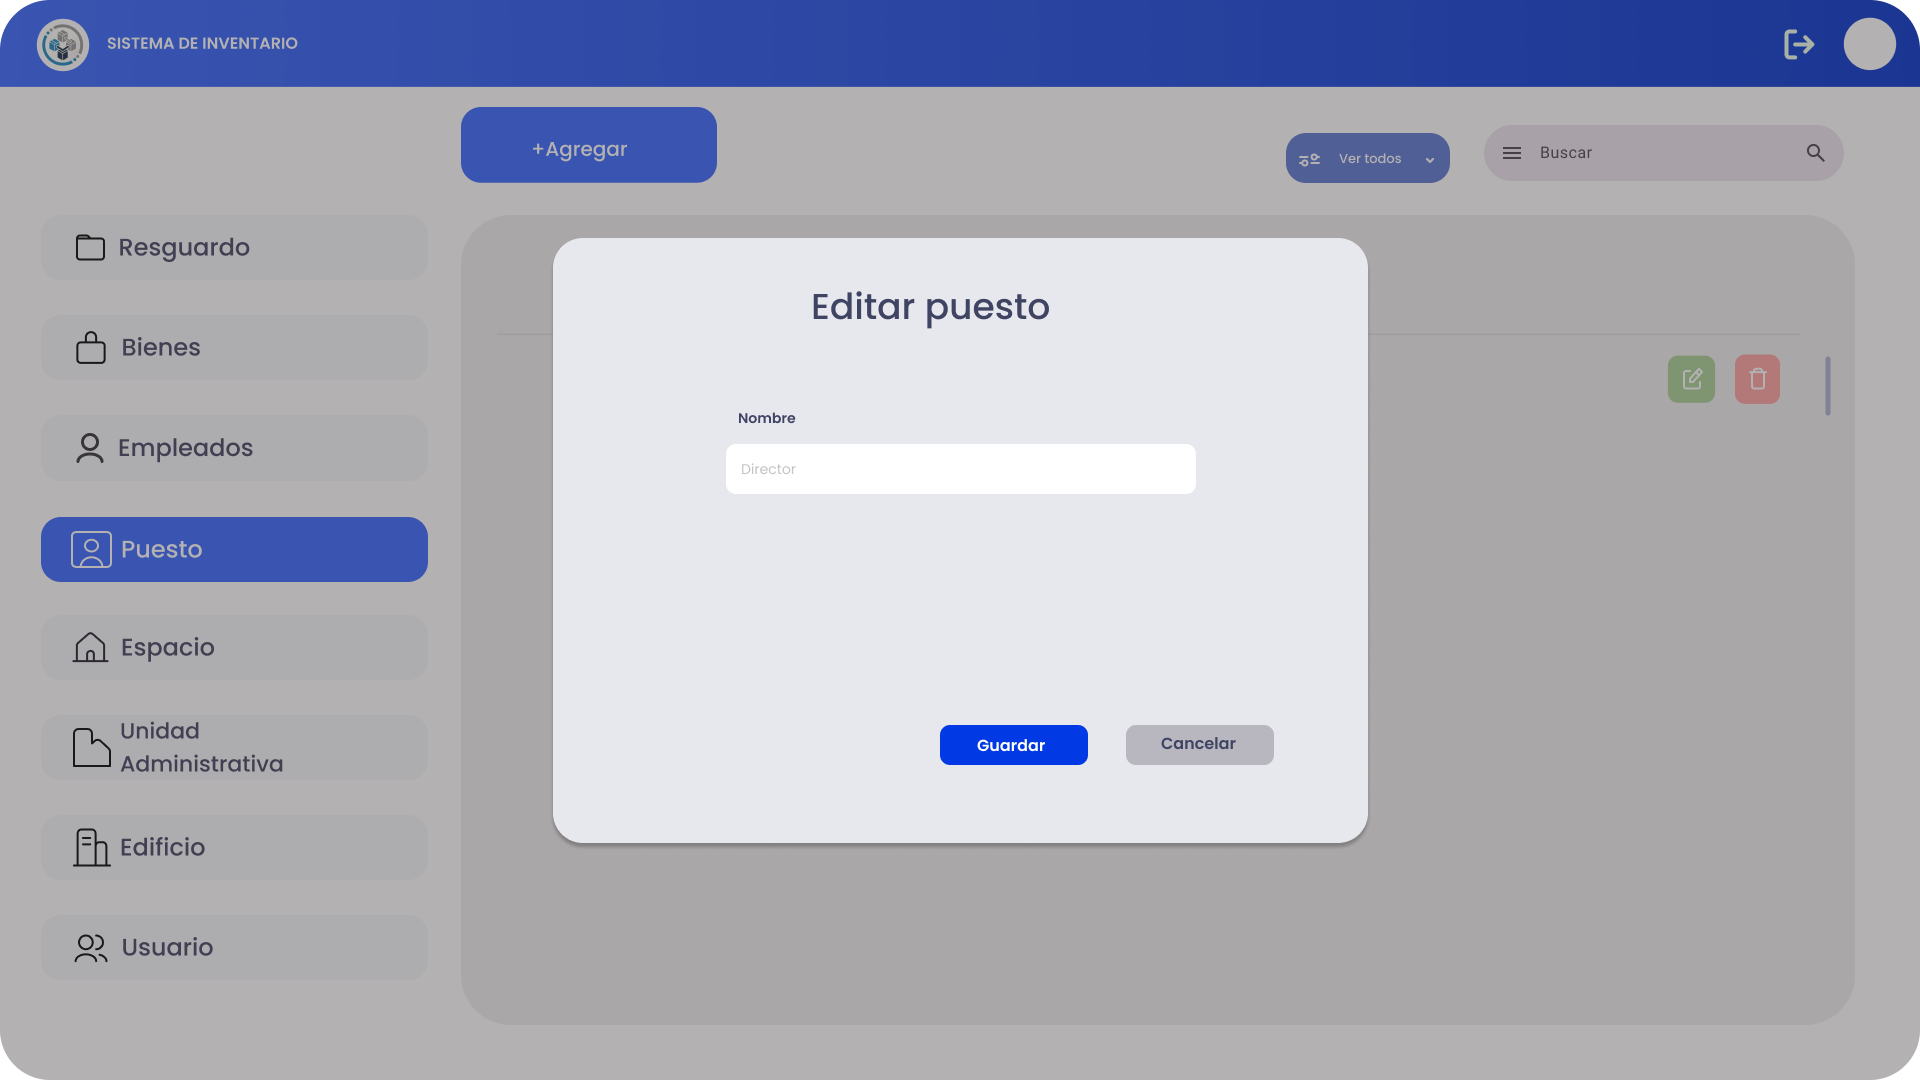 SISTEMA DE INVENTARIO
+Agregar
Ver todos
Buscar
Resguardo
Bienes
Empleados
Puesto
Espacio
Unidad
Administrativa
Edificio
Usuario
Editar puesto
Nombre
Director
Guardar
Cancelar